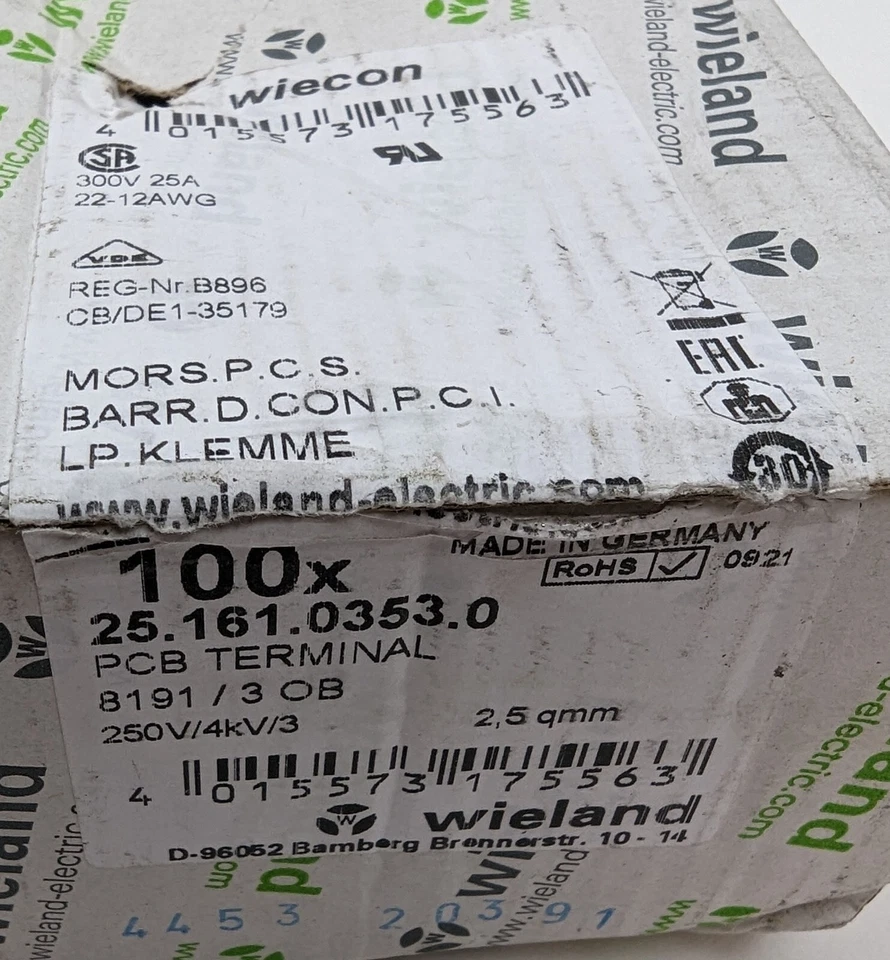 wiecon
4 015573 175563
300V 25A
22-12AWG
VDE
REG-Nr.B896
CB/DE1-35179
MORS.P.C.S.
BARR.D.CON.P.C.I.
LP.KLEMME
www.wieland-electric.com
EAC
30
MADE IN GERMANY
100x
RoHS 09.21
25.161.0353.0
PCB TERMINAL
8191 / 3 OB
250V/4kV/3 2,5 qmm
4 015573 175563
wieland
D-96052 Bamberg Brennerstr. 10 - 14
4453 20391
wieland
wieland-electric.com